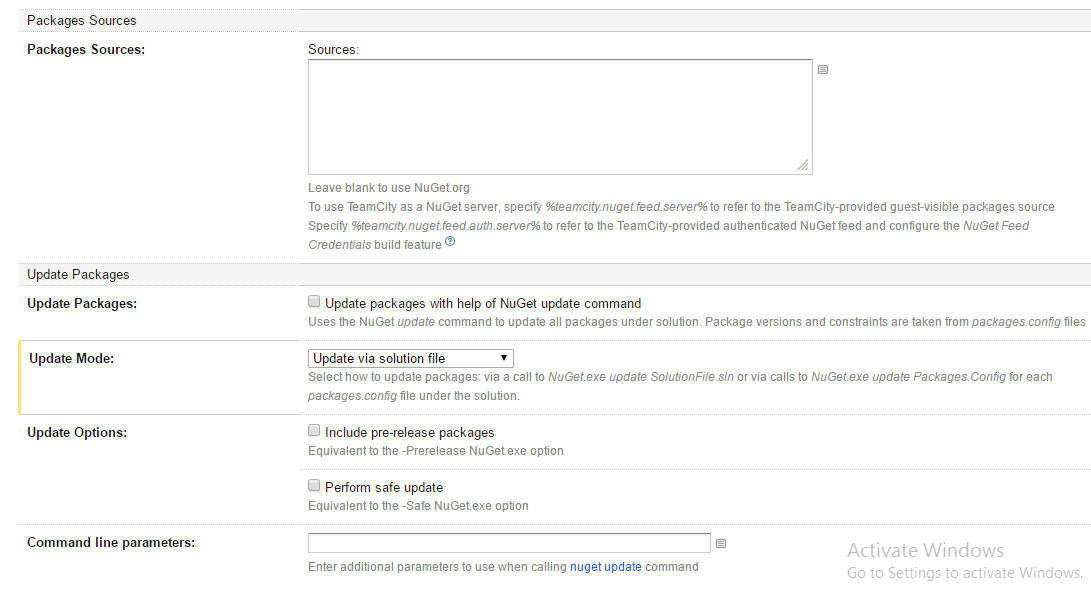 Packages Sources
Packages Sources:
Sources:
Leave blank to use NuGet.org
To use TeamCity as a NuGet server, specify %teamcity.nuget.feed.server% to refer to the TeamCity-provided guest-visible packages source
Specify %teamcity.nuget.feed.auth.server% to refer to the TeamCity-provided authenticated NuGet feed and configure the NuGet Feed
Credentials build feature ?
Update Packages
Update Packages:
Update packages with help of NuGet update command
Uses the NuGet update command to update all packages under solution. Package versions and constraints are taken from packages.config files
Update Mode:
Update via solution file
Select how to update packages: via a call to NuGet.exe update SolutionFile.sln or via calls to NuGet.exe update Packages.Config for each
packages.config file under the solution.
Update Options:
Include pre-release packages
Equivalent to the -Prerelease NuGet.exe option
Perform safe update
Equivalent to the -Safe NuGet.exe option
Command line parameters:
Enter additional parameters to use when calling nuget update command
Activate Windows
Go to Settings to activate Windows.